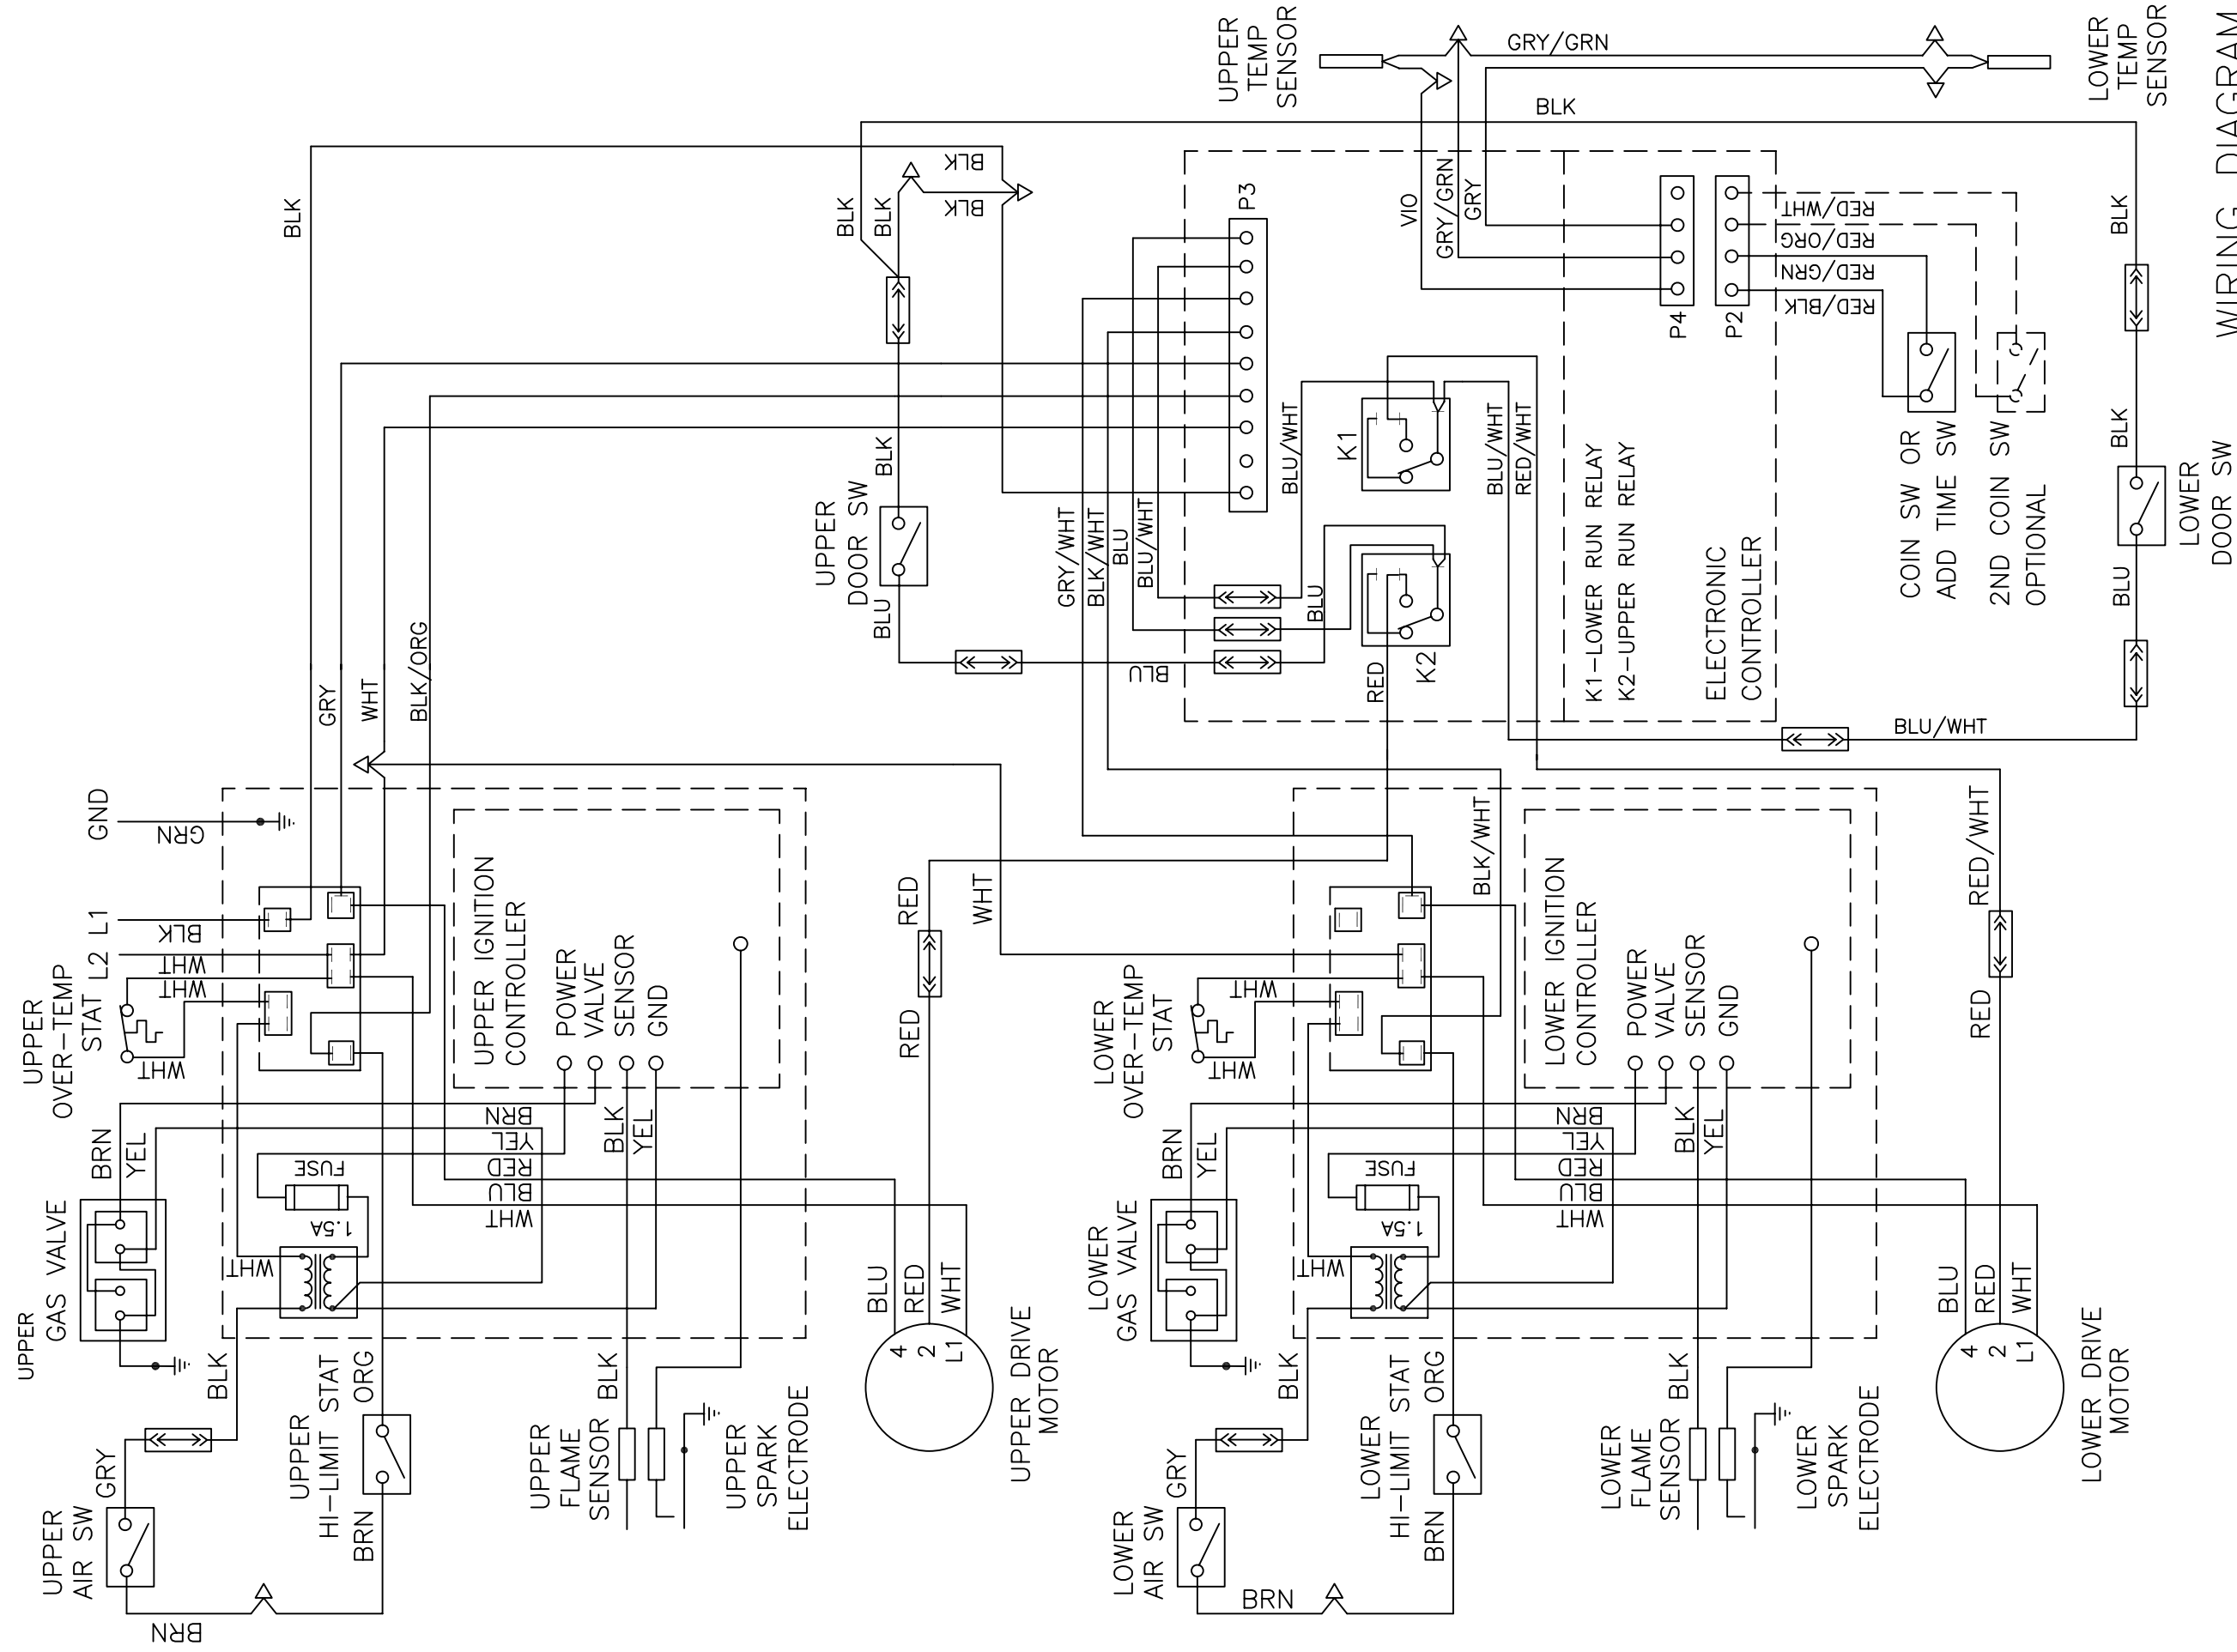 UPPER
TEMP
SENSOR
GRY/GRN
LOWER
TEMP
SENSOR
WIRING DIAGRAM
BLK
BLK
BLK
BLK
BLK
BLK
P3
VIO
GRY/GRN
GRY
RED/WHT
RED/ORG
RED/GRN
RED/BLK
P4
P2
BLK
BLK
BLU
LOWER
DOOR SW
COIN SW OR
ADD TIME SW
2ND COIN SW
OPTIONAL
K1
K2
BLU/WHT
BLU/WHT
RED/WHT
K1-LOWER RUN RELAY
K2-UPPER RUN RELAY
ELECTRONIC
CONTROLLER
UPPER
DOOR SW
BLK
BLU
GRY/WHT
BLK/WHT
BLU
BLU/WHT
BLU
BLU
RED
BLU/WHT
GRY
WHT
BLK/ORG
GND
GRN
L1
BLK
L2
WHT
WHT
UPPER
OVER-TEMP
STAT
WHT
UPPER IGNITION
CONTROLLER
POWER
VALVE
SENSOR
GND
RED
WHT
RED
BRN
YEL
BRN
YEL
RED
BLU
WHT
BLK
YEL
FUSE
1.5A
WHT
UPPER
GAS VALVE
BLK
UPPER
HI-LIMIT STAT
ORG
GRY
UPPER
AIR SW
BRN
BRN
BLK
UPPER
FLAME
SENSOR
UPPER
SPARK
ELECTRODE
BLU
RED
WHT
4
2
L1
UPPER DRIVE
MOTOR
BLK/WHT
RED/WHT
RED
LOWER
OVER-TEMP
STAT
WHT
WHT
LOWER IGNITION
CONTROLLER
POWER
VALVE
SENSOR
GND
BRN
YEL
BRN
YEL
RED
BLU
WHT
BLK
YEL
FUSE
1.5A
WHT
LOWER
GAS VALVE
BLK
LOWER
HI-LIMIT STAT
ORG
GRY
LOWER
AIR SW
BRN
BRN
BLK
LOWER
FLAME
SENSOR
LOWER
SPARK
ELECTRODE
BLU
RED
WHT
4
2
L1
LOWER DRIVE
MOTOR